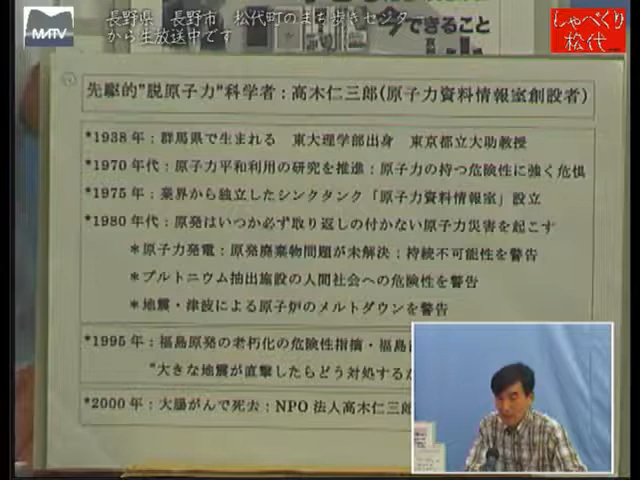 MATV
長野県 長野市 松代町のまち歩きセンター
から生放送中です
できること
しゃべくり
松代
先駆的"脱原子力"科学者：高木仁三郎(原子力資料情報室創設者)
*1938年：群馬県で生まれる 東大理学部出身 東京都立大助教授
*1970年代：原子力平和利用の研究を推進：原子力の持つ危険性に強く危惧
*1975年：業界から独立したシンクタンク「原子力資料情報室」設立
*1980年代：原発はいつか必ず取り返しの付かない原子力災害を起こす
*原子力発電：原発廃棄物問題が未解決：持続不可能性を警告
*プルトニウム抽出施設の人間社会への危険性を警告
*地震・津波による原子炉のメルトダウンを警告
*1995年：福島原発の老朽化の危険性指摘・福島
"大きな地震が直撃したらどう対処する
*2000年：大腸がんで死去：NPO法人高木仁三郎